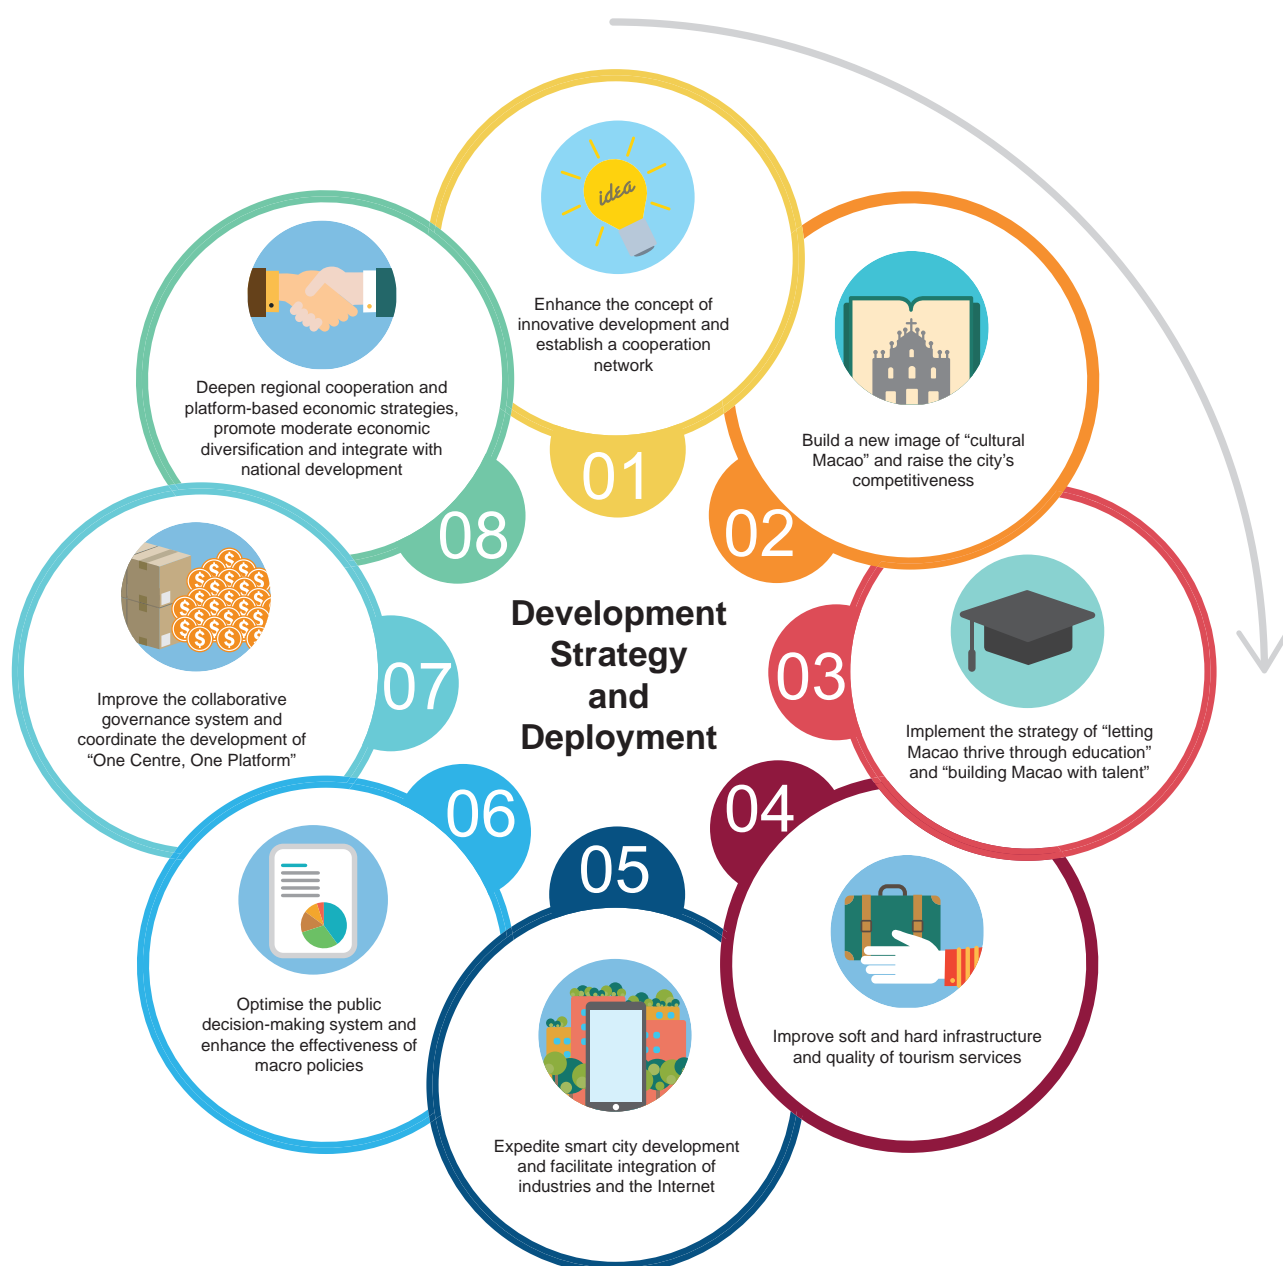 idea
Enhance the concept of
innovative development and
establish a cooperation
network
01
Build a new image of “cultural
Macao” and raise the city’s
competitiveness
02
Implement the strategy of “letting
Macao thrive through education”
and “building Macao with talent”
03
Improve soft and hard infrastructure
and quality of tourism services
04
Expedite smart city development
and facilitate integration of
industries and the Internet
05
Optimise the public
decision-making system and
enhance the effectiveness of
macro policies
06
Improve the collaborative
governance system and
coordinate the development of
“One Centre, One Platform”
07
Deepen regional cooperation and
platform-based economic strategies,
promote moderate economic
diversification and integrate with
national development
08
Development
Strategy
and
Deployment